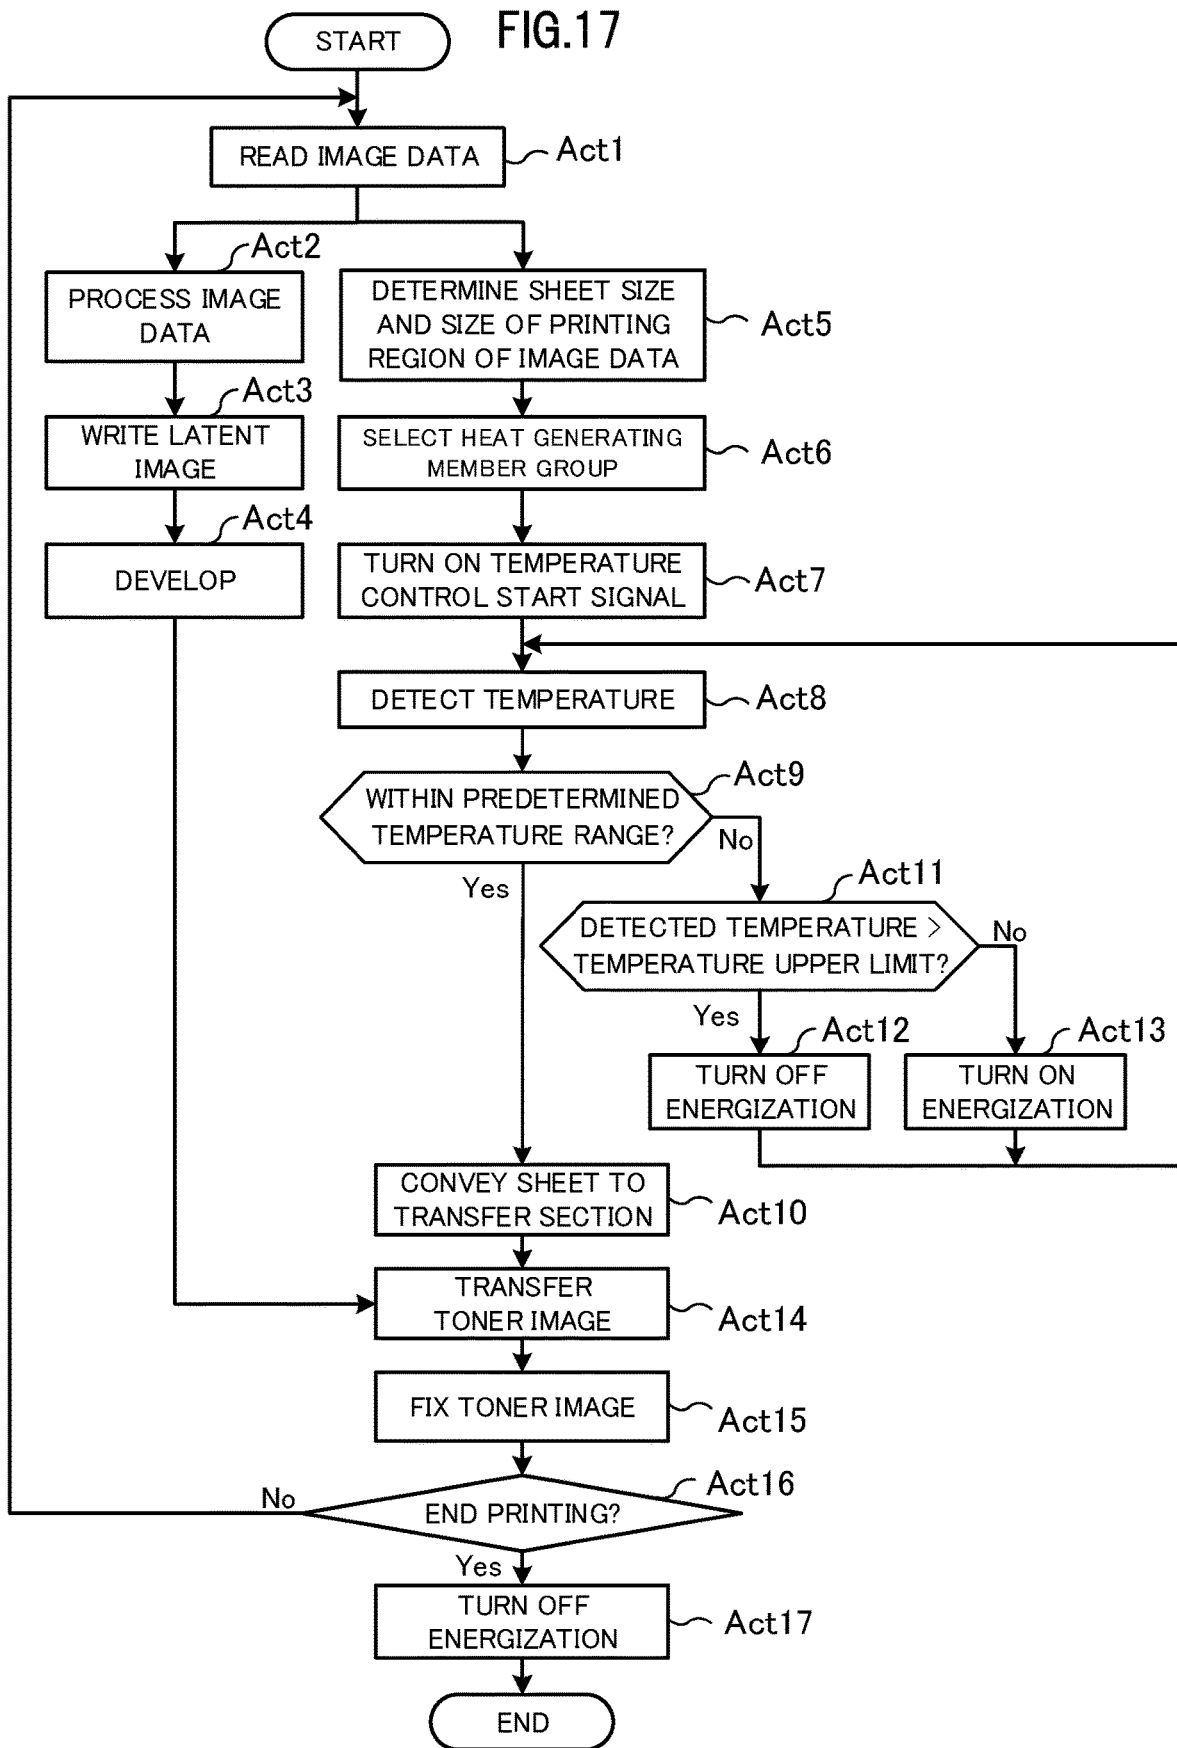 FIG.17
START
READ IMAGE DATA
Act1
Act2
PROCESS IMAGE
DATA
Act3
WRITE LATENT
IMAGE
Act4
DEVELOP
DETERMINE SHEET SIZE
AND SIZE OF PRINTING
REGION OF IMAGE DATA
Act5
SELECT HEAT GENERATING
MEMBER GROUP
Act6
TURN ON TEMPERATURE
CONTROL START SIGNAL
Act7
DETECT TEMPERATURE
Act8
Act9
WITHIN PREDETERMINED
TEMPERATURE RANGE?
No
Yes
Act11
DETECTED TEMPERATURE >
TEMPERATURE UPPER LIMIT?
No
Yes
Act12
TURN OFF
ENERGIZATION
Act13
TURN ON
ENERGIZATION
CONVEY SHEET TO
TRANSFER SECTION
Act10
TRANSFER
TONER IMAGE
Act14
FIX TONER IMAGE
Act15
Act16
END PRINTING?
No
Yes
TURN OFF
ENERGIZATION
Act17
END